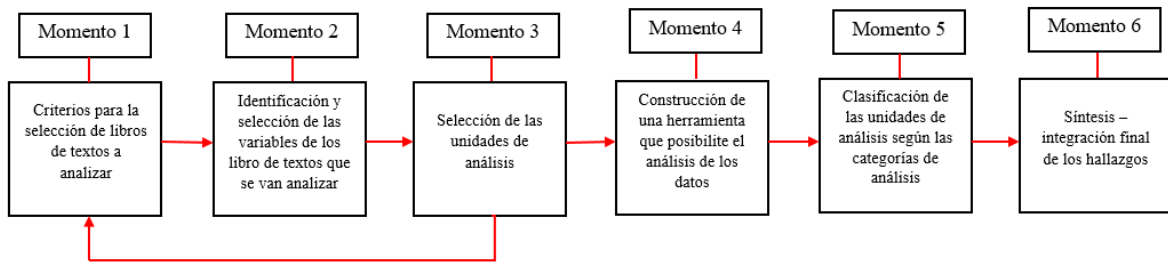 Momento 1
Momento 2
Momento 3
Momento 4
Momento 5
Momento 6
Criterios para la
selección de libros
de textos a
analizar
Identificación y
selección de las
variables de los
libro de textos que
se van analizar
Selección de las
unidades de
análisis
Construcción de
una herramienta
que posibilite el
análisis de los
datos
Clasificación de
las unidades de
análisis según las
categorías de
análisis
Síntesis –
integración final
de los hallazgos